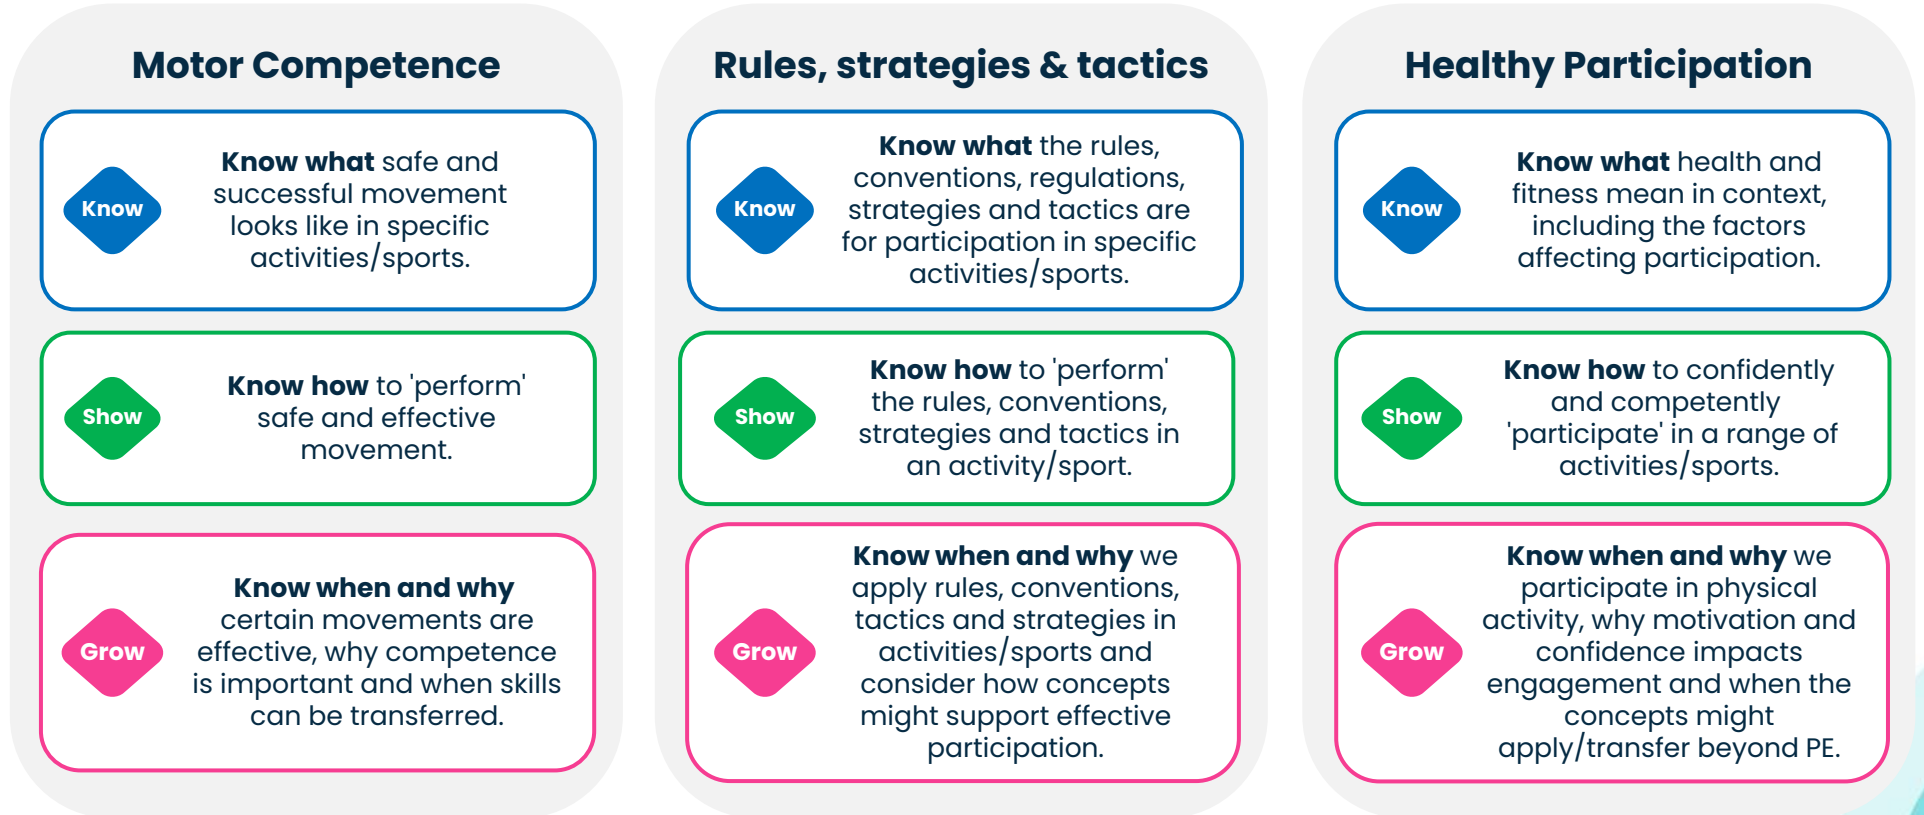 Motor Competence
Know
Know what safe and
successful movement
looks like in specific
activities/sports.
Show
Know how to 'perform'
safe and effective
movement.
Grow
Know when and why
certain movements are
effective, why competence
is important and when skills
can be transferred.
Rules, strategies & tactics
Know
Know what the rules,
conventions, regulations,
strategies and tactics are
for participation in specific
activities/sports.
Show
Know how to 'perform'
the rules, conventions,
strategies and tactics in
an activity/sport.
Grow
Know when and why we
apply rules, conventions,
tactics and strategies in
activities/sports and
consider how concepts
might support effective
participation.
Healthy Participation
Know
Know what health and
fitness mean in context,
including the factors
affecting participation.
Show
Know how to confidently
and competently
'participate' in a range of
activities/sports.
Grow
Know when and why we
participate in physical
activity, why motivation and
confidence impacts
engagement and when the
concepts might
apply/transfer beyond PE.